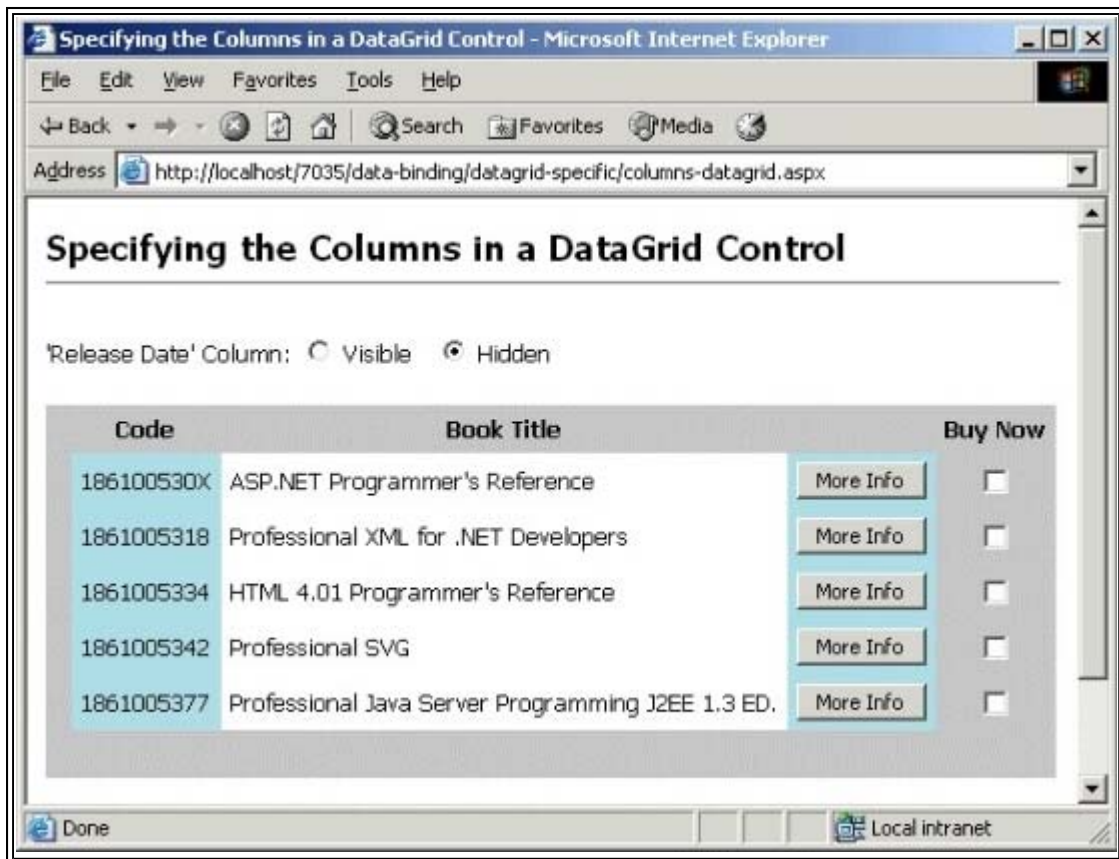 Specifying the Columns in a DataGrid Control - Microsoft Internet Explorer
File Edit View Favorites Tools Help
Back Search Favorites Media
Address http://localhost/7035/data-binding/datagrid-specific/columns-datagrid.aspx
Specifying the Columns in a DataGrid Control
'Release Date' Column: Visible Hidden
Code Book Title Buy Now
186100530X ASP.NET Programmer's Reference More Info
1861005318 Professional XML for .NET Developers More Info
1861005334 HTML 4.01 Programmer's Reference More Info
1861005342 Professional SVG More Info
1861005377 Professional Java Server Programming J2EE 1.3 ED. More Info
Done Local intranet